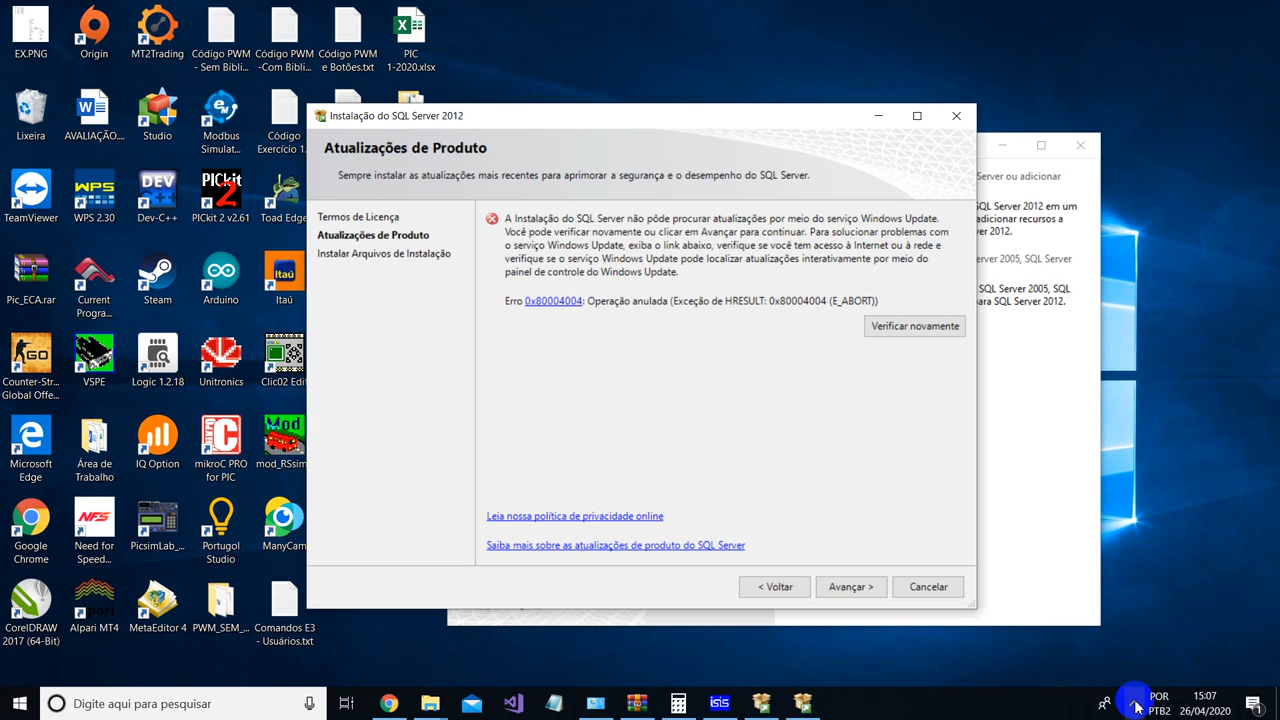 EX.PNG
Origin
MT2Trading
Código PWM
- Sem Bibli...
Código PWM
-Com Bibli...
Código PWM
e Botões.txt
PIC
1-2020.xlsx
Lixeira
AVALIAÇÃO...
Studio
Modbus
Simulat...
Código
Exercício 1.
TeamViewer
WPS 2.30
Dev-C++
PICkit 2 v2.61
Toad Edge
Pic_ECA.rar
Current
Progra...
Steam
Arduino
Itaú
Counter-Str...
Global Offe...
VSPE
Logic 1.2.18
Unitronics
Clic02 Edi
Microsoft
Edge
Área de
Trabalho
IQ Option
mikroC PRO
for PIC
mod_RSsim
Google
Chrome
Need for
Speed...
PicsimLab_...
Portugol
Studio
ManyCam
CorelDRAW
2017 (64-Bit)
Alpari MT4
MetaEditor 4
PWM_SEM_...
Comandos E3
- Usuários.txt
Instalação do SQL Server 2012
Atualizações de Produto
Sempre instalar as atualizações mais recentes para aprimorar a segurança e o desempenho do SQL Server.
Termos de Licença
Atualizações de Produto
Instalar Arquivos de Instalação
A Instalação do SQL Server não pôde procurar atualizações por meio do serviço Windows Update.
Você pode verificar novamente ou clicar em Avançar para continuar. Para solucionar problemas com
o serviço Windows Update, exiba o link abaixo, verifique se você tem acesso à Internet ou à rede e
verifique se o serviço Windows Update pode localizar atualizações interativamente por meio do
painel de controle do Windows Update.
Erro 0x80004004: Operação anulada (Exceção de HRESULT: 0x80004004 (E_ABORT))
Verificar novamente
Leia nossa política de privacidade online
Saiba mais sobre as atualizações de produto do SQL Server
< Voltar
Avançar >
Cancelar
Server ou adicionar
SQL Server 2012 em um
adicionar recursos a
ver 2012.
erver 2005, SQL Server
SQL Server 2005, SQL
ara SQL Server 2012.
Digite aqui para pesquisar
POR
PTB2
15:07
26/04/2020